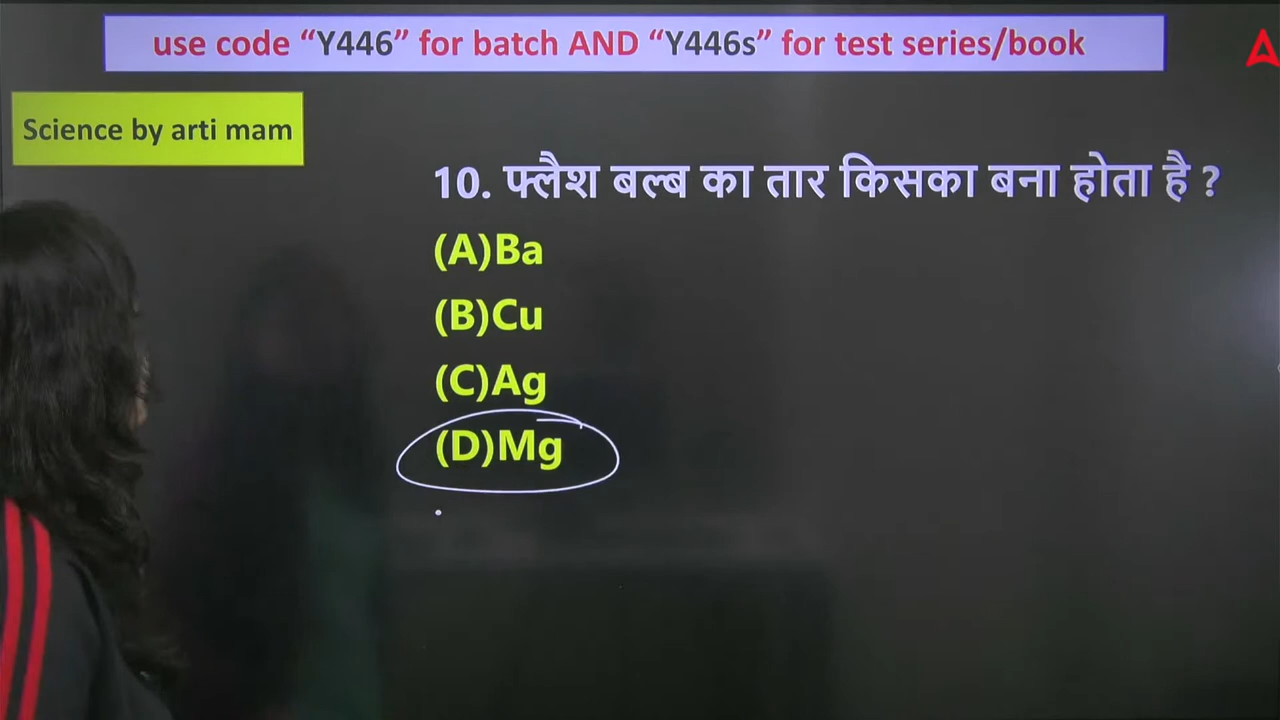 use code “Y446” for batch AND “Y446s” for test series/book
Science by arti mam
10. फ्लैश बल्ब का तार किसका बना होता है ?
(A)Ba
(B)Cu
(C)Ag
(D)Mg